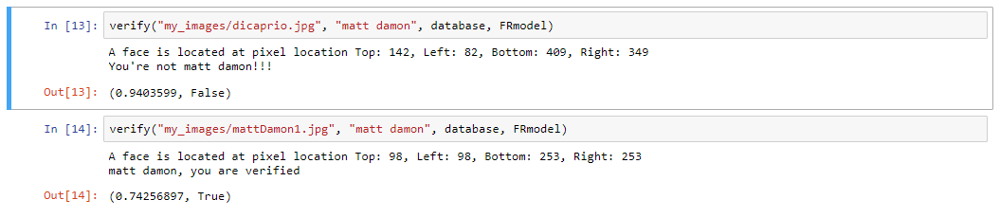 In [13]: verify("my_images/dicaprio.jpg", "matt damon", database, FRmodel)
A face is located at pixel location Top: 142, Left: 82, Bottom: 409, Right: 349
You're not matt damon!!!
Out[13]: (0.9403599, False)
In [14]: verify("my_images/mattDamon1.jpg", "matt damon", database, FRmodel)
A face is located at pixel location Top: 98, Left: 98, Bottom: 253, Right: 253
matt damon, you are verified
Out[14]: (0.74256897, True)